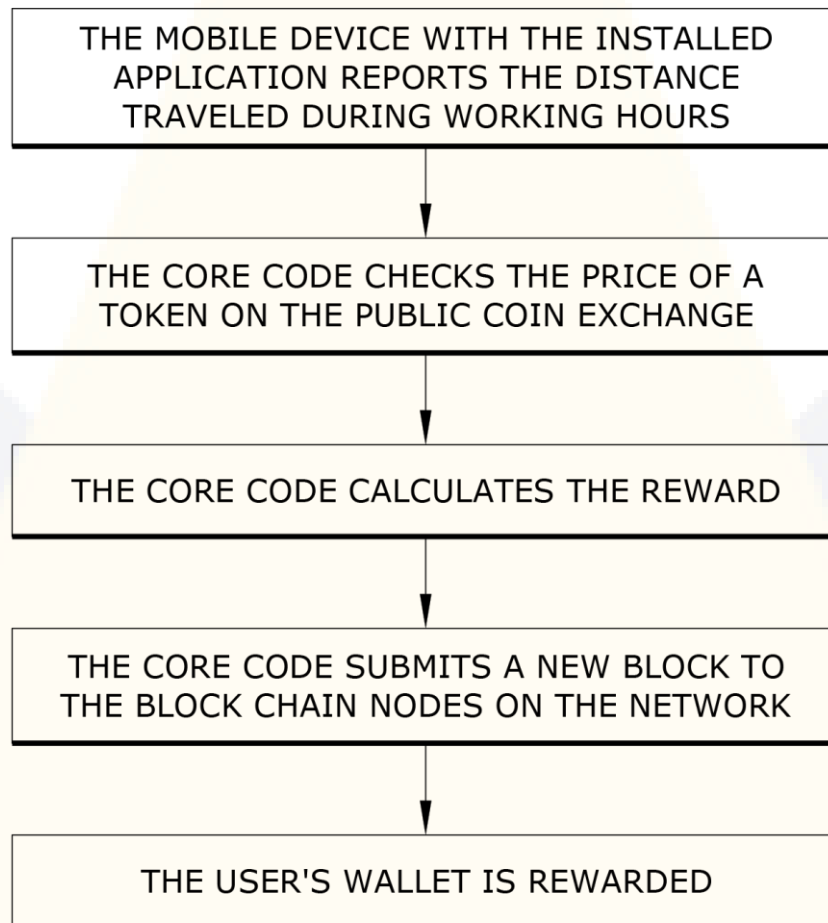 THE MOBILE DEVICE WITH THE INSTALLED
APPLICATION REPORTS THE DISTANCE
TRAVELED DURING WORKING HOURS
THE CORE CODE CHECKS THE PRICE OF A
TOKEN ON THE PUBLIC COIN EXCHANGE
THE CORE CODE CALCULATES THE REWARD
THE CORE CODE SUBMITS A NEW BLOCK TO
THE BLOCK CHAIN NODES ON THE NETWORK
THE USER'S WALLET IS REWARDED